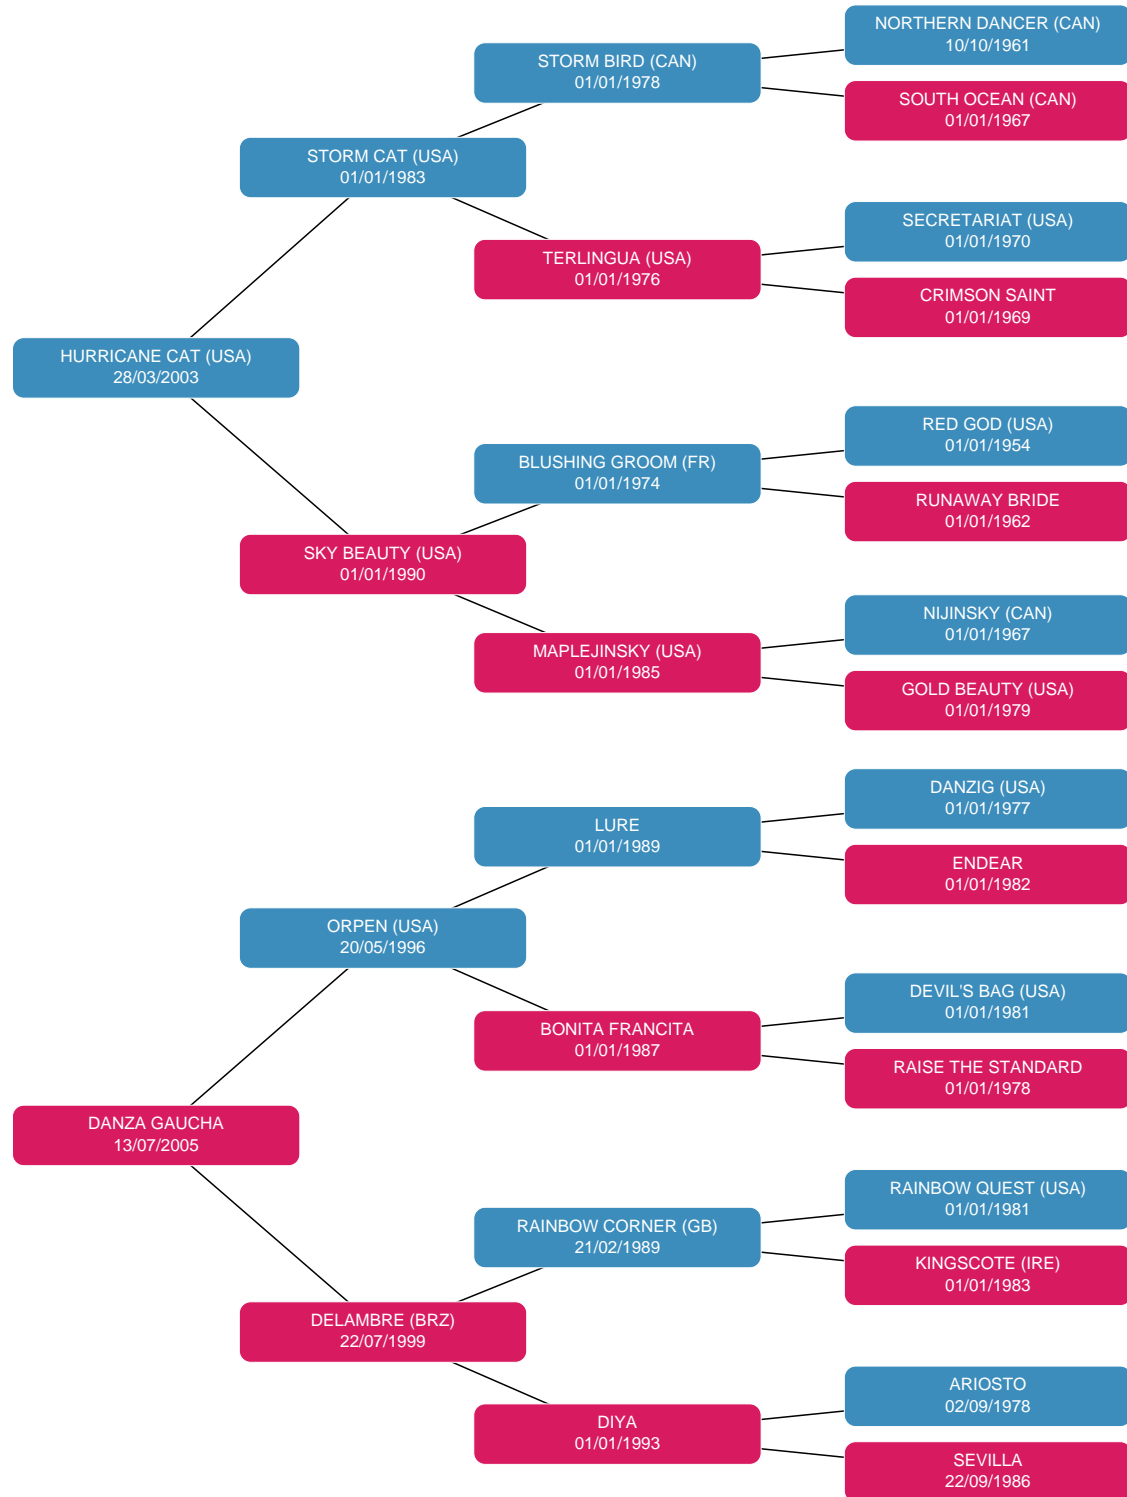 NORTHERN DANCER (CAN)
10/10/1961
STORM BIRD (CAN)
01/01/1978
SOUTH OCEAN (CAN)
01/01/1967
STORM CAT (USA)
01/01/1983
SECRETARIAT (USA)
01/01/1970
TERLINGUA (USA)
01/01/1976
CRIMSON SAINT
01/01/1969
HURRICANE CAT (USA)
28/03/2003
RED GOD (USA)
01/01/1954
BLUSHING GROOM (FR)
01/01/1974
RUNAWAY BRIDE
01/01/1962
SKY BEAUTY (USA)
01/01/1990
NIJINSKY (CAN)
01/01/1967
MAPLEJINSKY (USA)
01/01/1985
GOLD BEAUTY (USA)
01/01/1979
DANZIG (USA)
01/01/1977
LURE
01/01/1989
ENDEAR
01/01/1982
ORPEN (USA)
20/05/1996
DEVIL'S BAG (USA)
01/01/1981
BONITA FRANCITA
01/01/1987
RAISE THE STANDARD
01/01/1978
DANZA GAUCHA
13/07/2005
RAINBOW QUEST (USA)
01/01/1981
RAINBOW CORNER (GB)
21/02/1989
KINGSCOTE (IRE)
01/01/1983
DELAMBRE (BRZ)
22/07/1999
ARIOSTO
02/09/1978
DIYA
01/01/1993
SEVILLA
22/09/1986